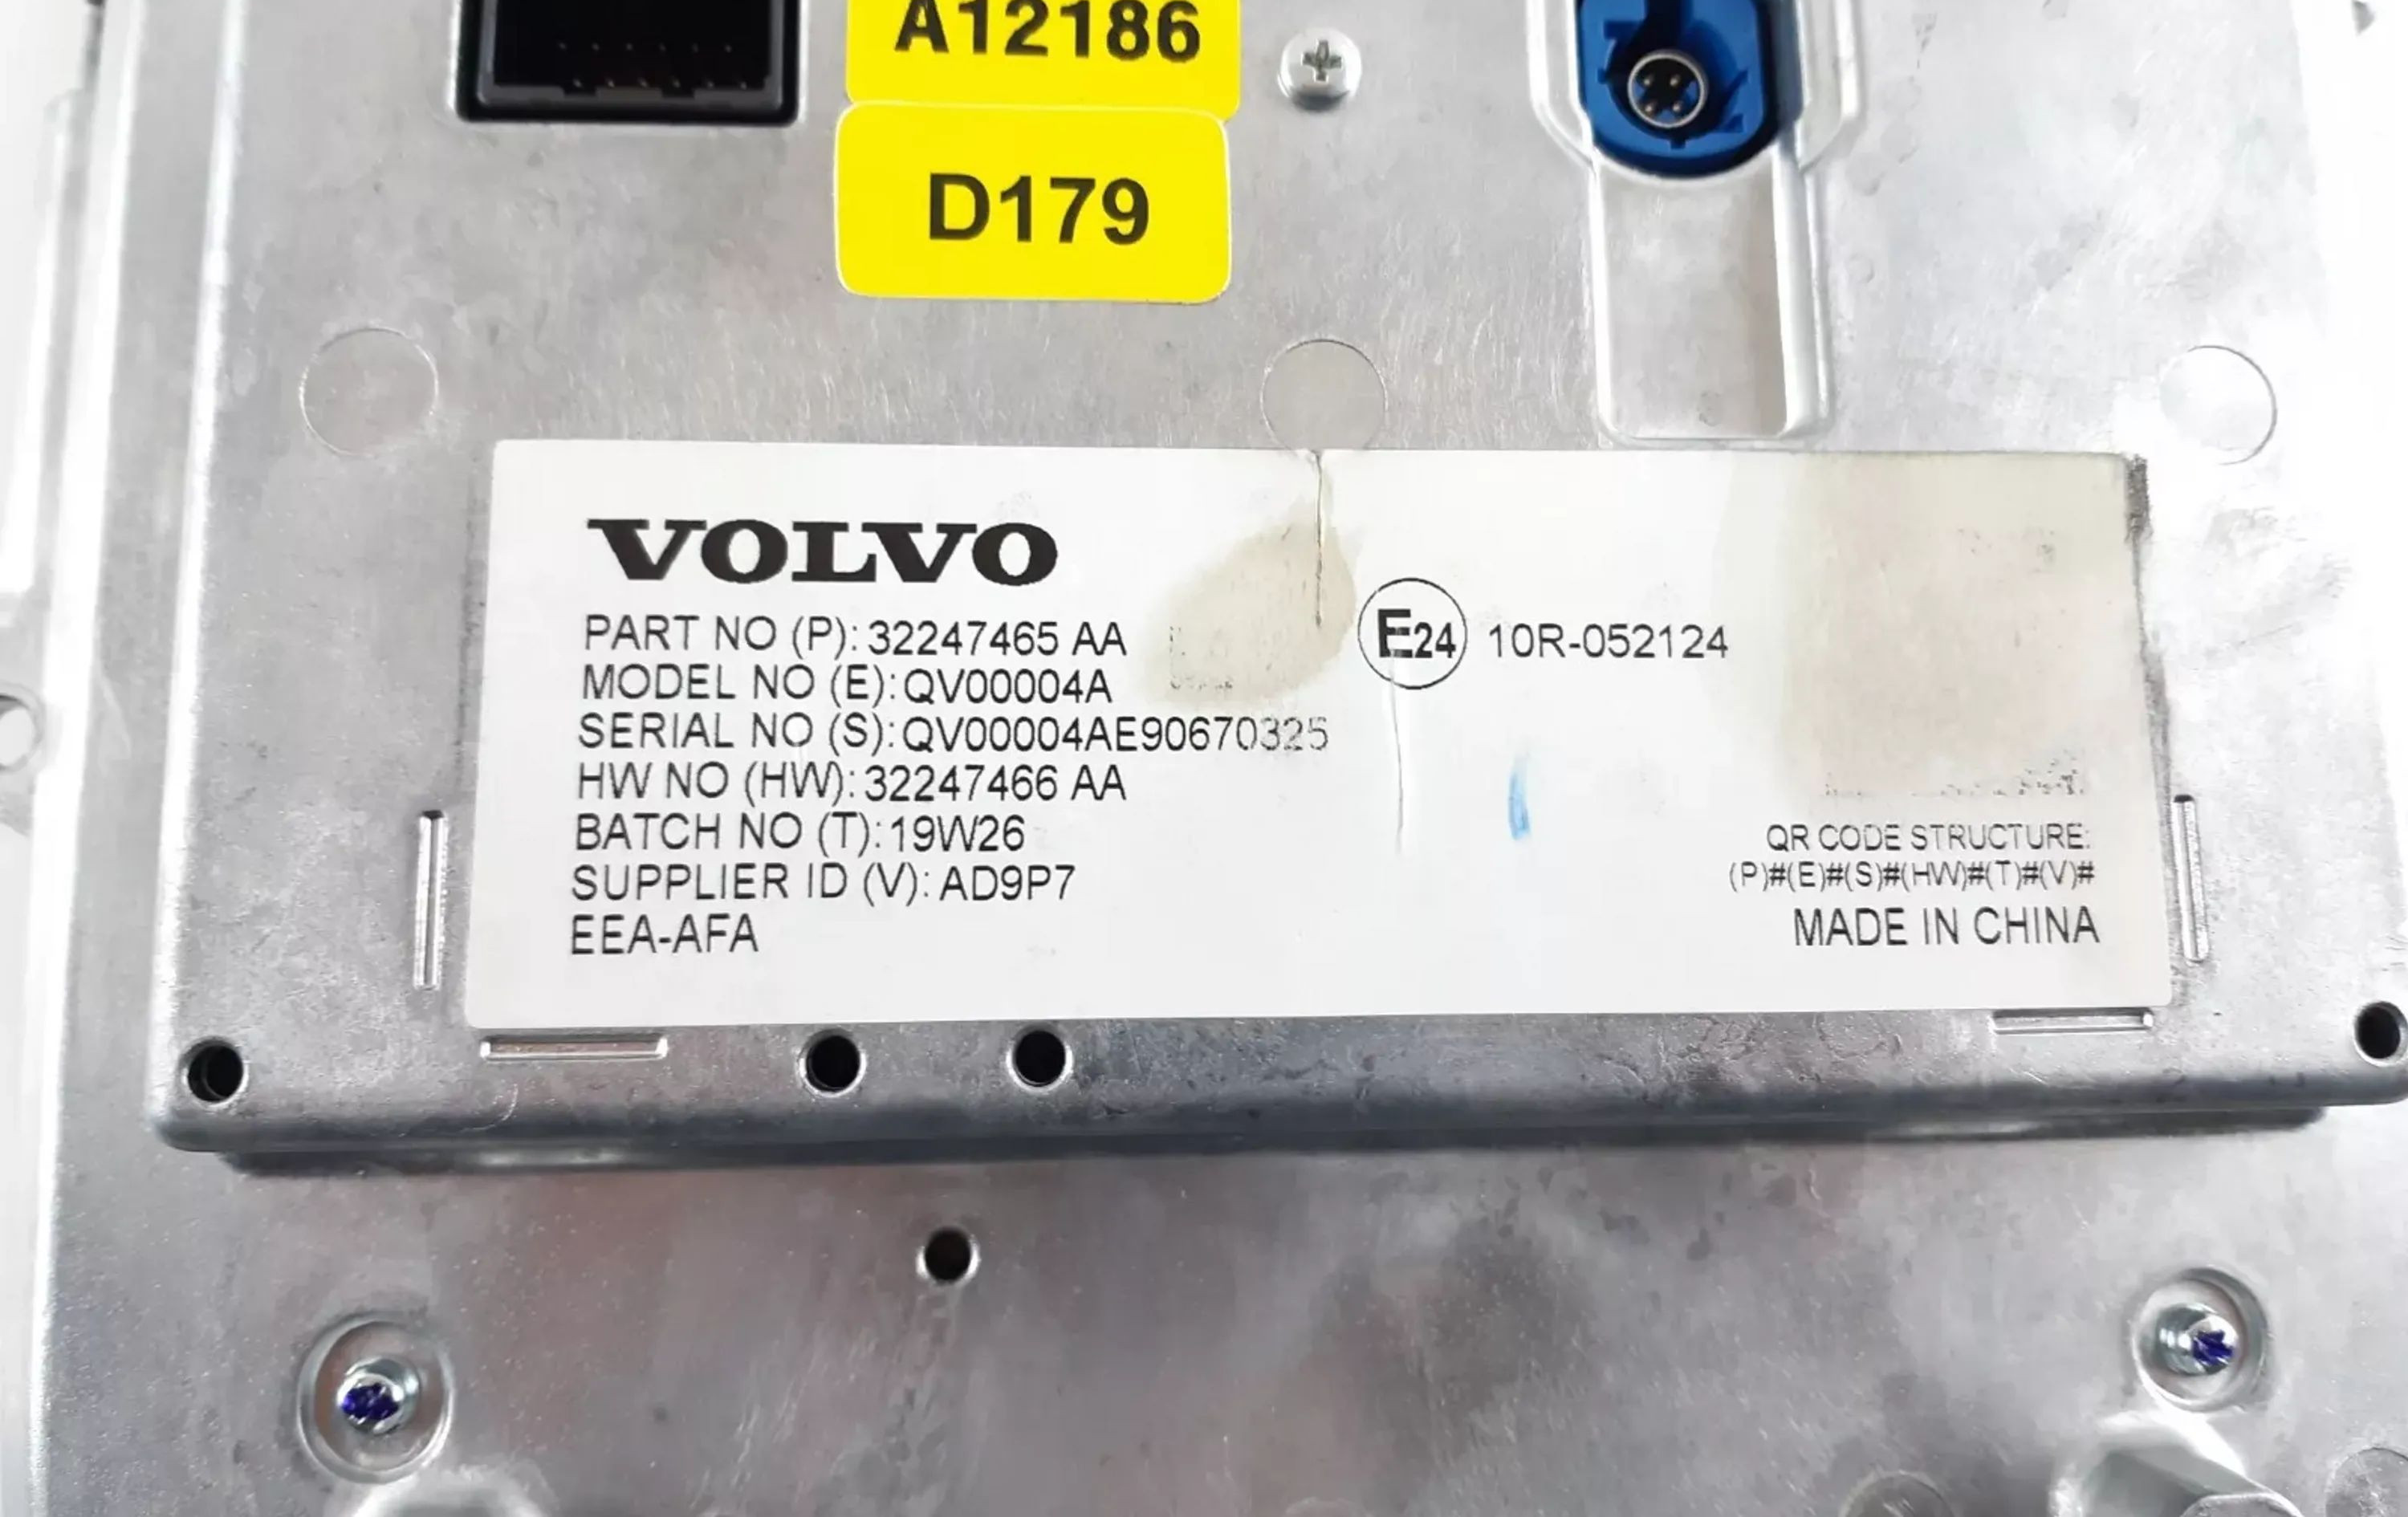 A12186
D179
VOLVO
PART NO (P): 32247465 AA
MODEL NO (E): QV00004A
SERIAL NO (S): QV00004AE90670325
HW NO (HW): 32247466 AA
BATCH NO (T): 19W26
SUPPLIER ID (V): AD9P7
EEA-AFA
E24 10R-052124
QR CODE STRUCTURE:
(P)#(E)#(S)#(HW)#(T)#(V)#
MADE IN CHINA